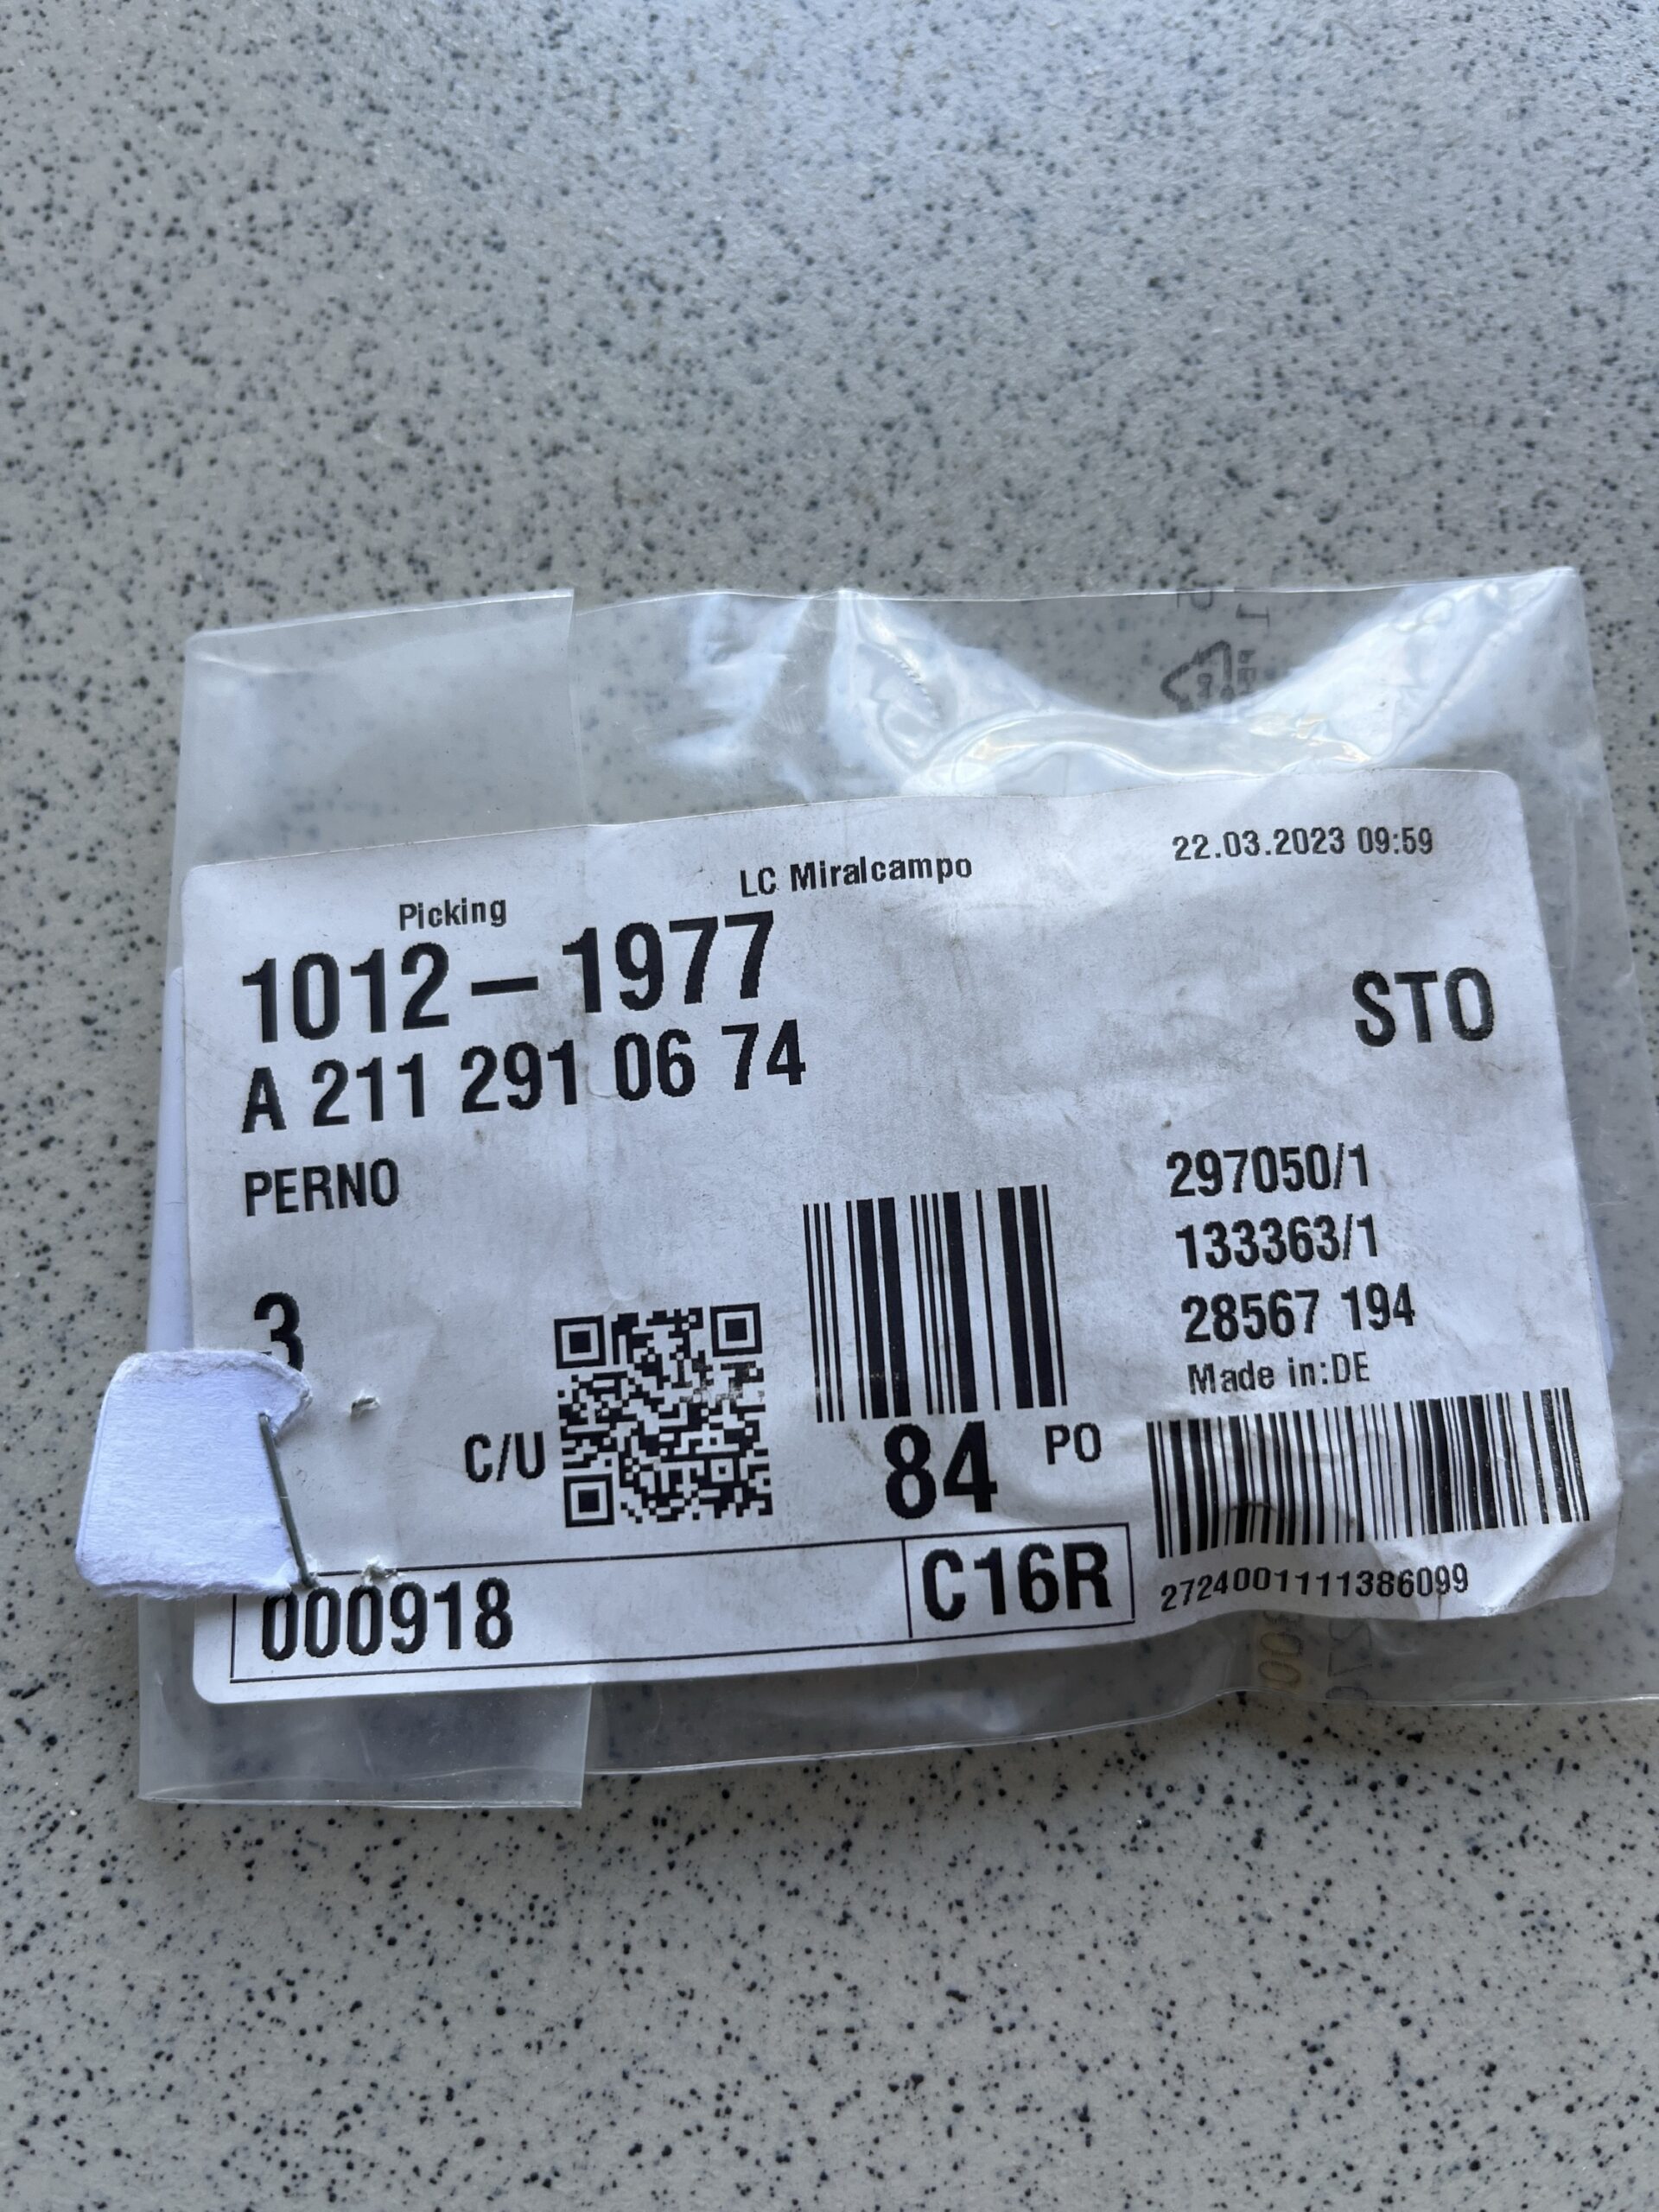 LC Miralcampo 22.03.2023 09:59
Picking
1012-1977
STO
A 211 291 06 74
PERNO
297050/1
133363/1
28567 194
Made in:DE
3
C/U
84 PO
000918 C16R
2724001111386099